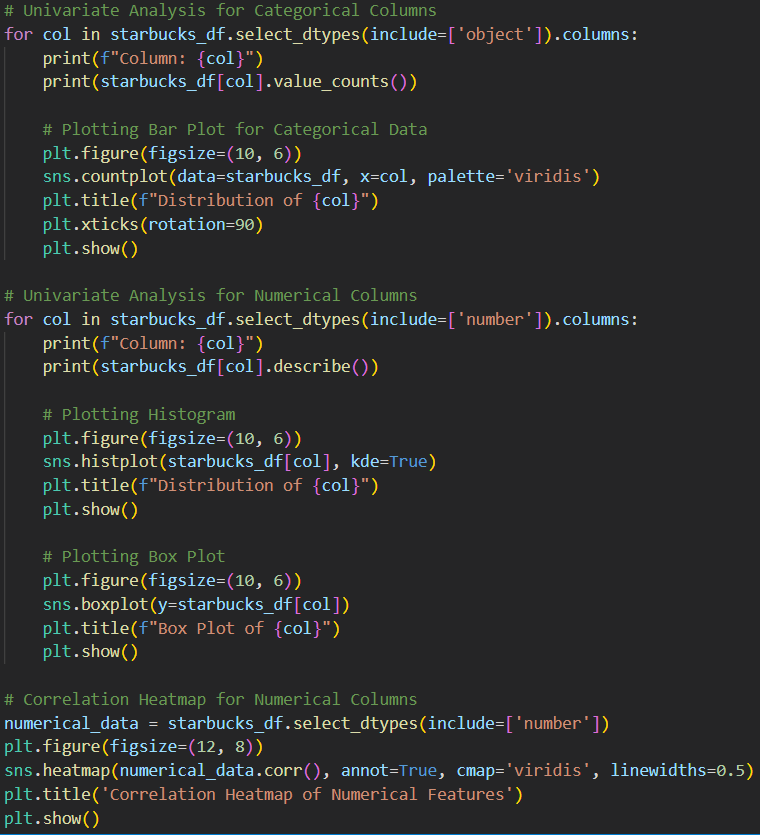 # Univariate Analysis for Categorical Columns
for col in starbucks_df.select_dtypes(include=['object']).columns:
    print(f"Column: {col}")
    print(starbucks_df[col].value_counts())

    # Plotting Bar Plot for Categorical Data
    plt.figure(figsize=(10, 6))
    sns.countplot(data=starbucks_df, x=col, palette='viridis')
    plt.title(f"Distribution of {col}")
    plt.xticks(rotation=90)
    plt.show()

# Univariate Analysis for Numerical Columns
for col in starbucks_df.select_dtypes(include=['number']).columns:
    print(f"Column: {col}")
    print(starbucks_df[col].describe())

    # Plotting Histogram
    plt.figure(figsize=(10, 6))
    sns.histplot(starbucks_df[col], kde=True)
    plt.title(f"Distribution of {col}")
    plt.show()

    # Plotting Box Plot
    plt.figure(figsize=(10, 6))
    sns.boxplot(y=starbucks_df[col])
    plt.title(f"Box Plot of {col}")
    plt.show()

# Correlation Heatmap for Numerical Columns
numerical_data = starbucks_df.select_dtypes(include=['number'])
plt.figure(figsize=(12, 8))
sns.heatmap(numerical_data.corr(), annot=True, cmap='viridis', linewidths=0.5)
plt.title('Correlation Heatmap of Numerical Features')
plt.show()